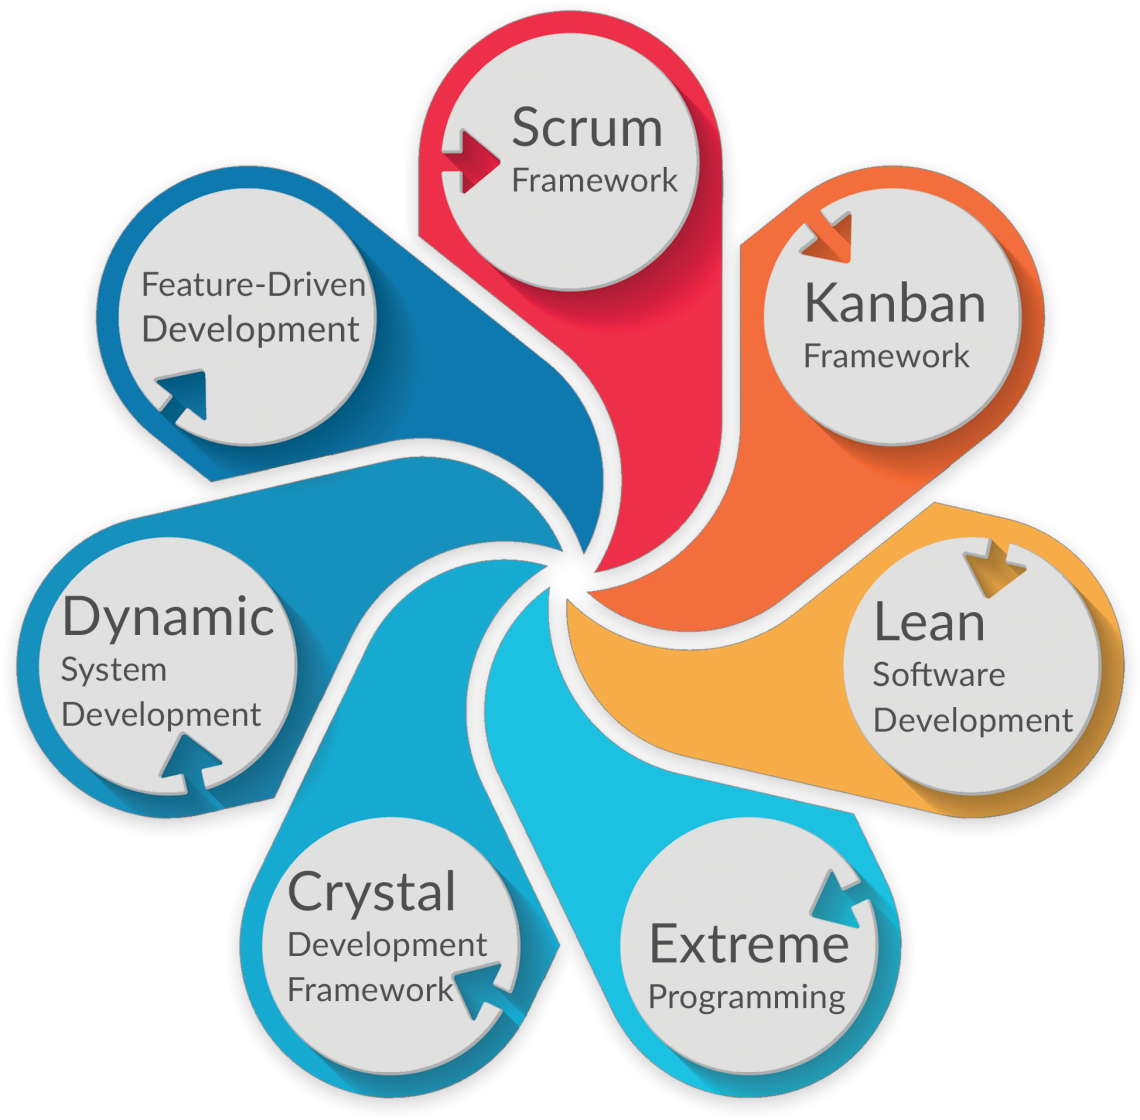 Scrum
Framework
Kanban
Framework
Lean
Software
Development
Extreme
Programming
Crystal
Development
Framework
Dynamic
System
Development
Feature-Driven
Development